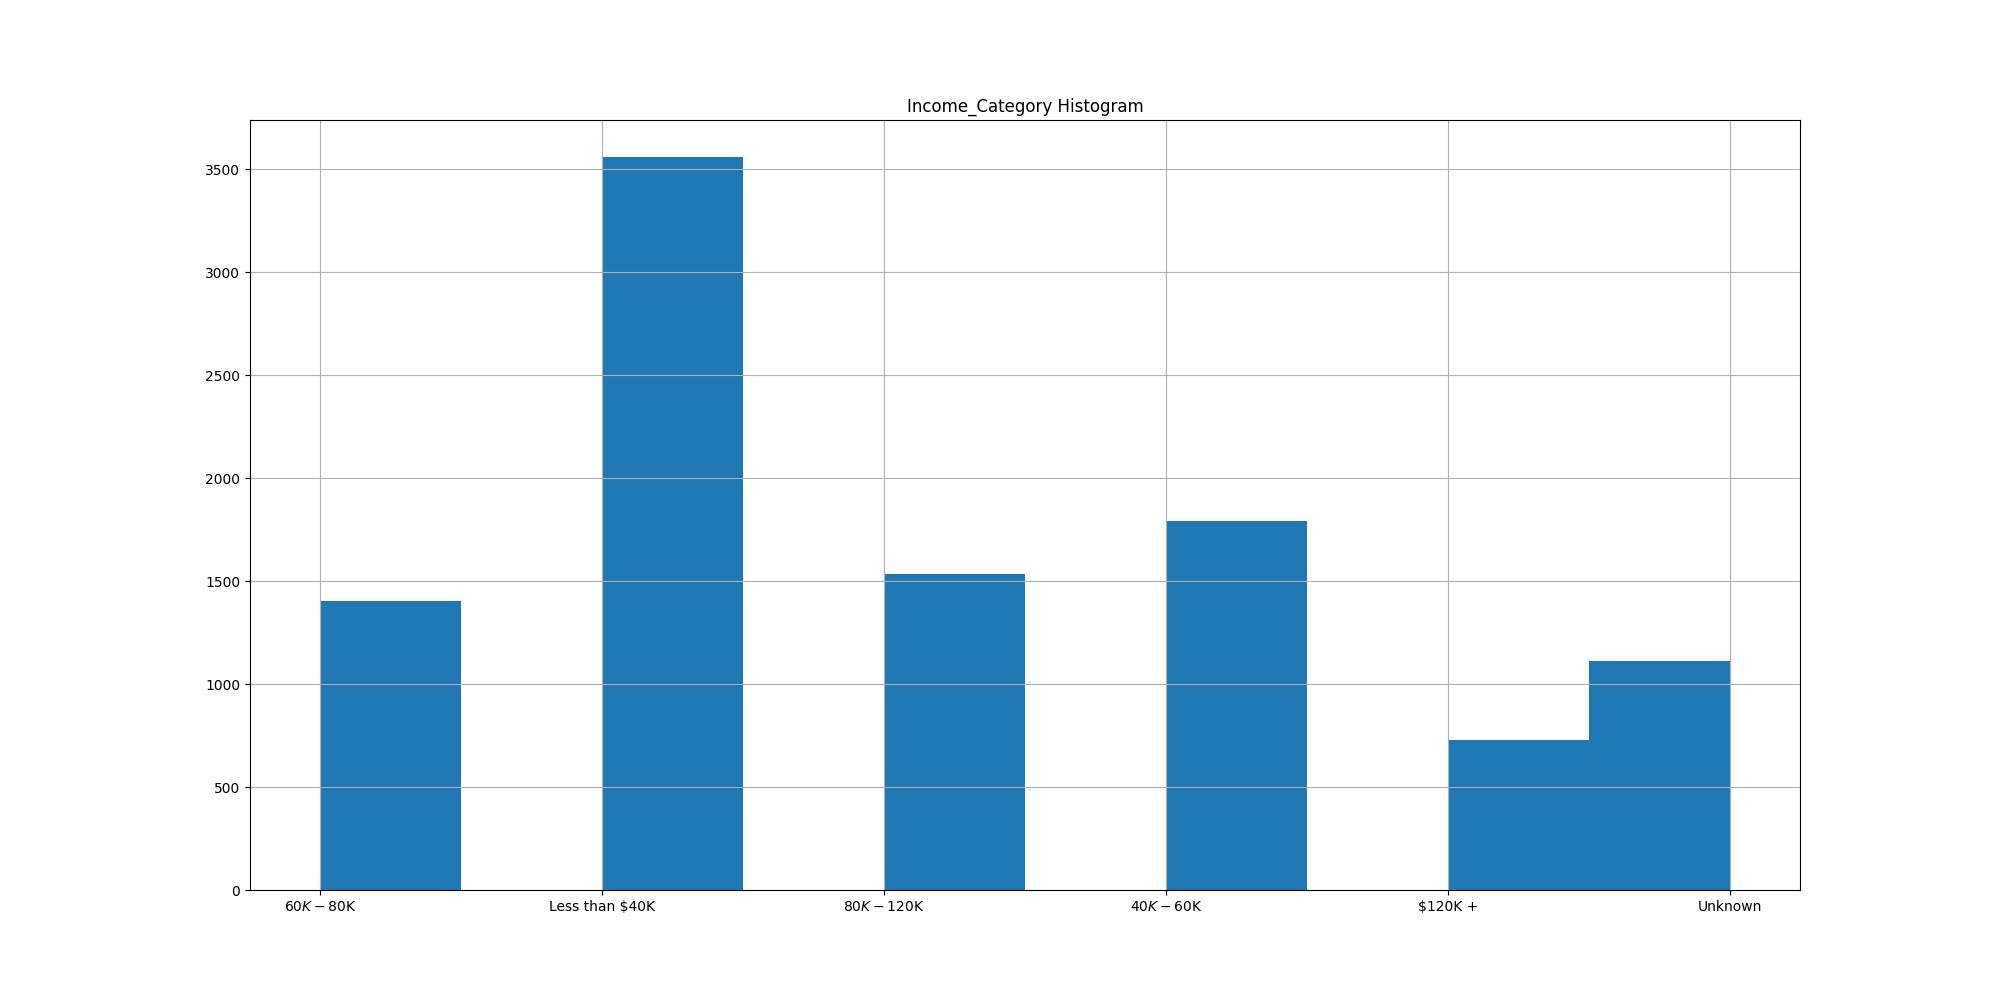 Income_Category Histogram
3500
3000
2500
2000
1500
1000
500
0
60K − 80K
Less than $40K
80K − 120K
40K − 60K
$120K +
Unknown